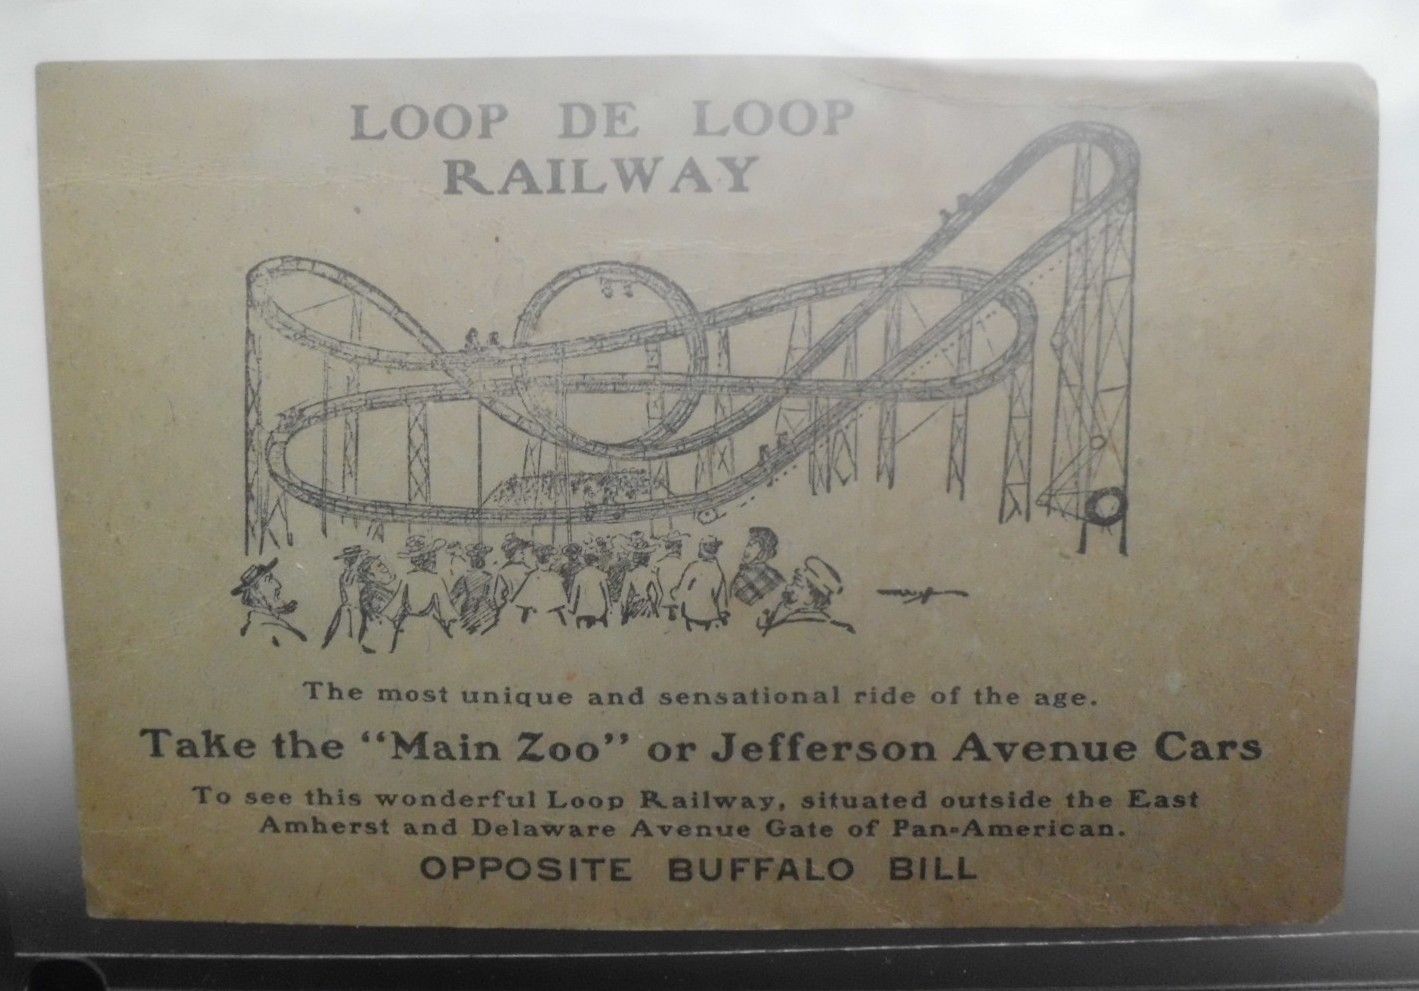 LOOP DE LOOP
RAILWAY
The most unique and sensational ride of the age.
Take the "Main Zoo" or Jefferson Avenue Cars
To see this wonderful Loop Railway, situated outside the East
Amherst and Delaware Avenue Gate of Pan-American.
OPPOSITE BUFFALO BILL